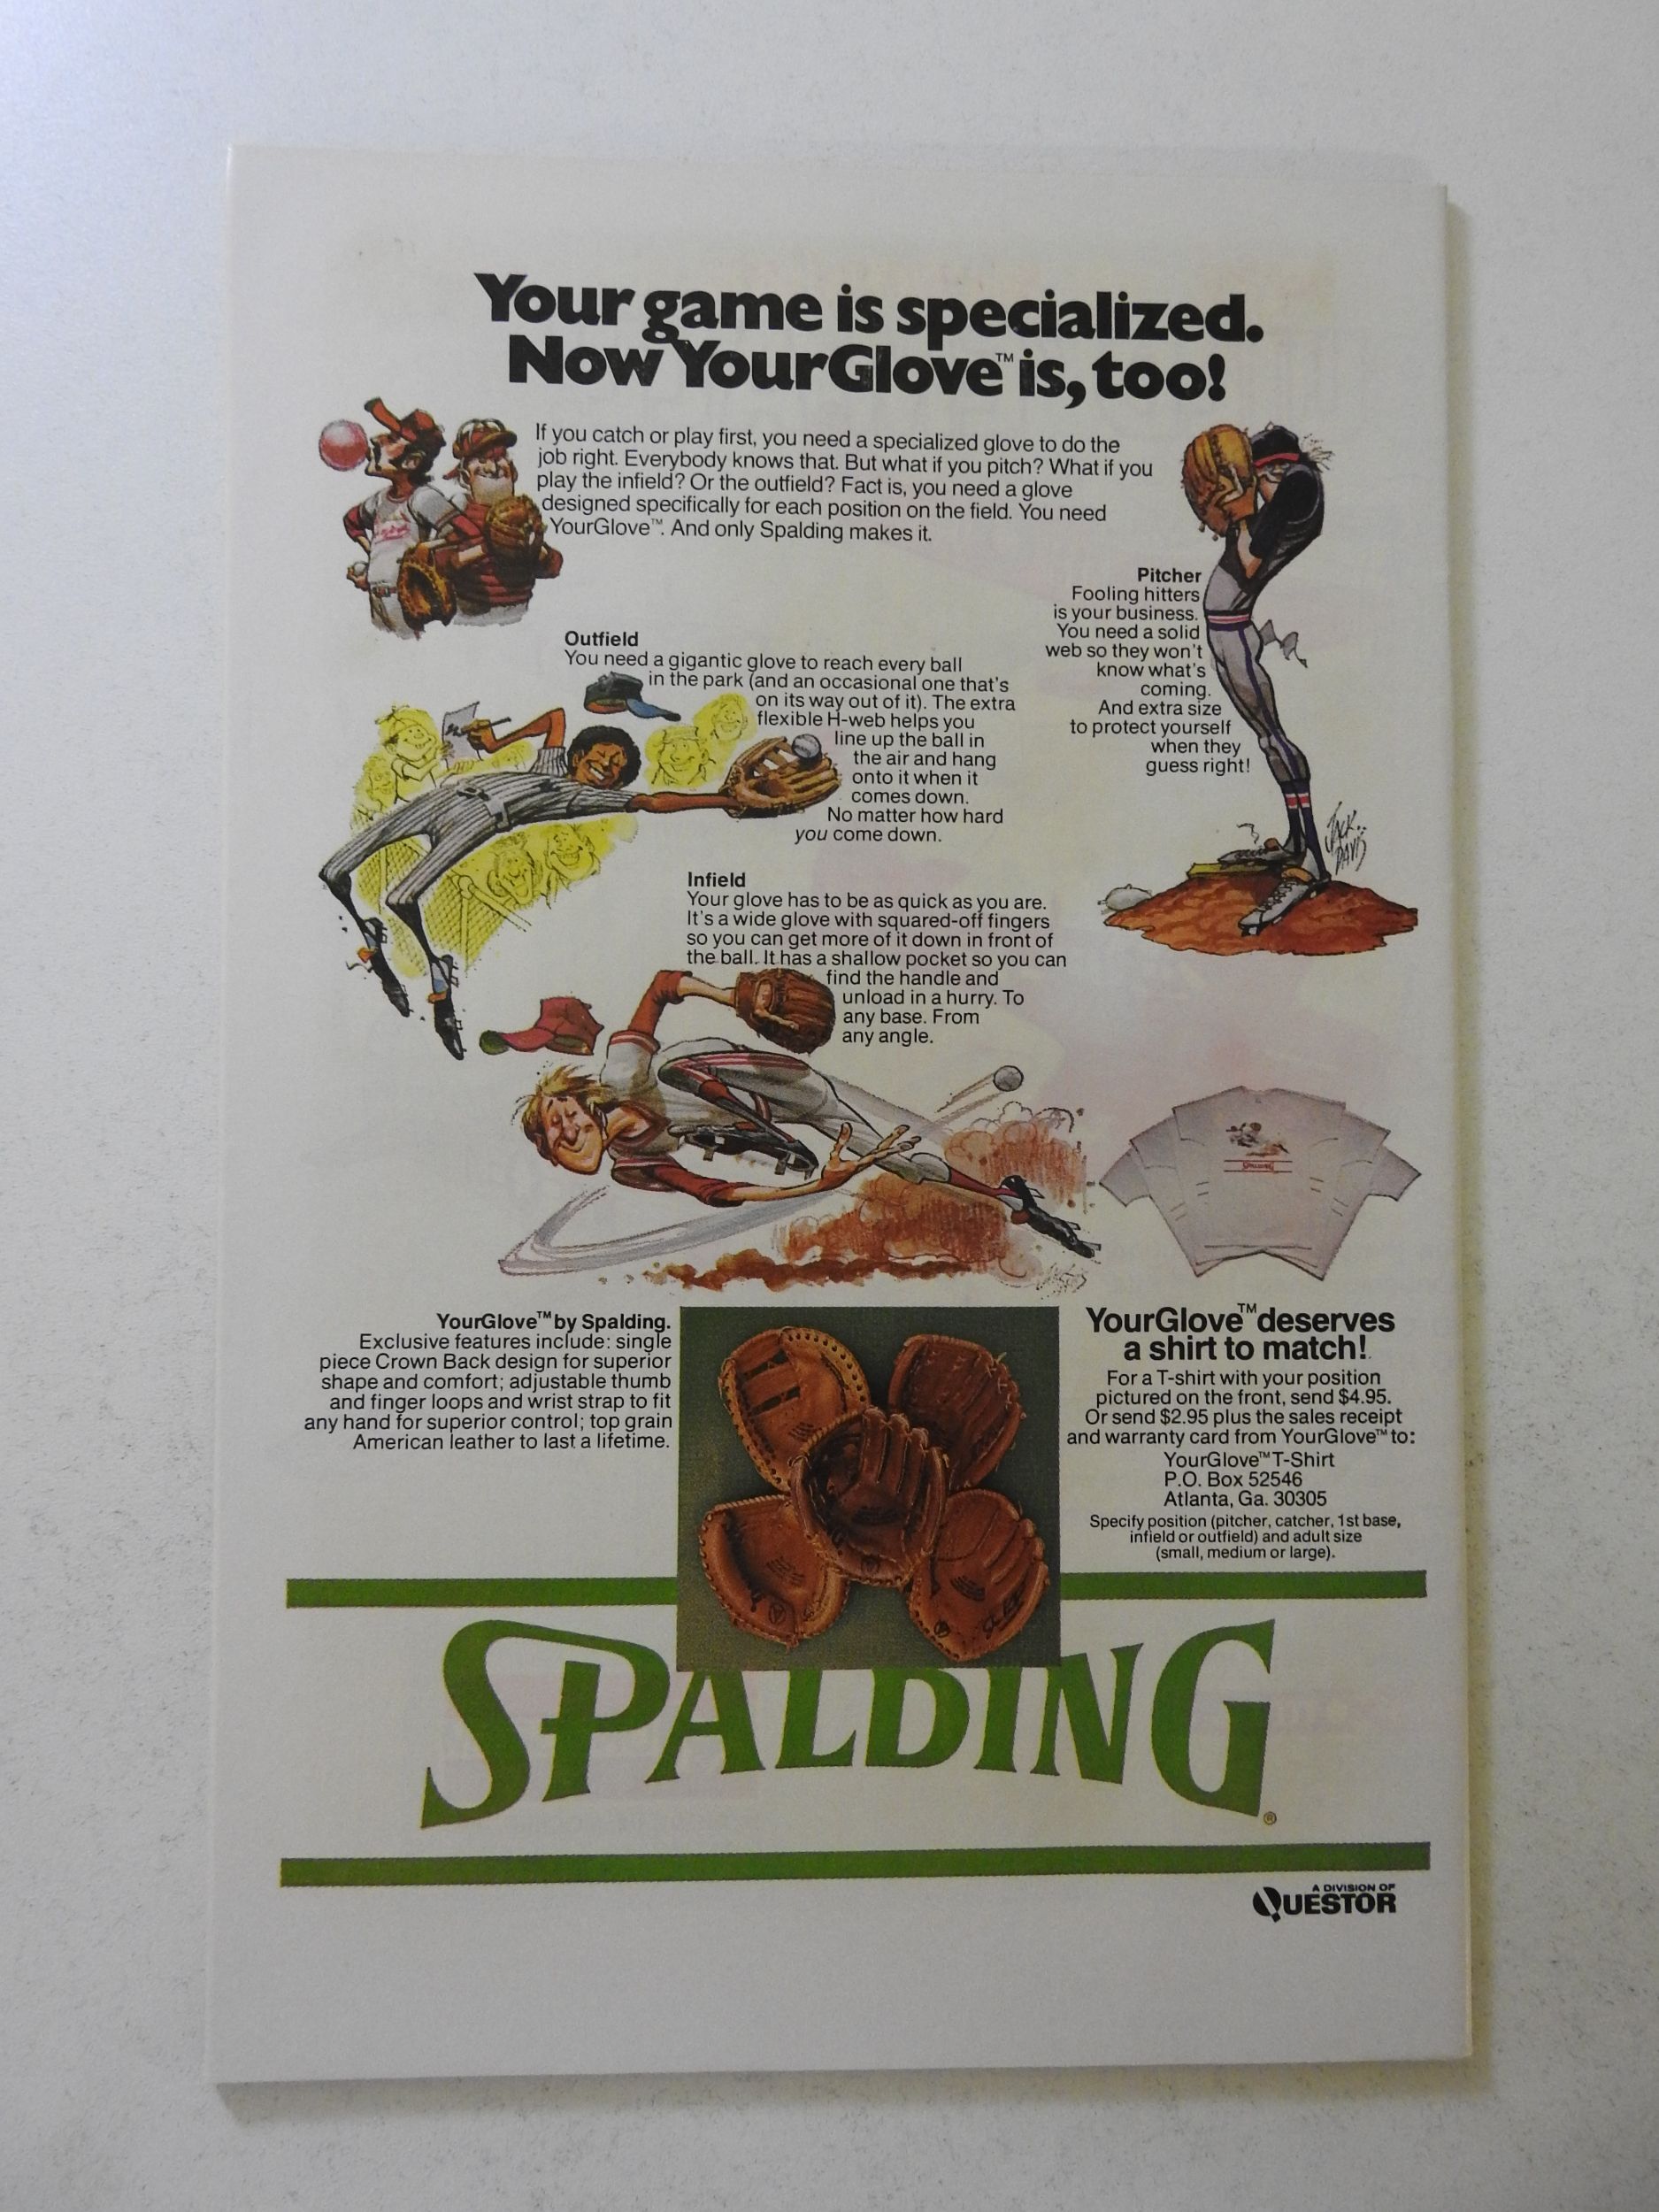 Your game is specialized.
Now YourGlove™ is, too!
If you catch or play first, you need a specialized glove to do the
job right. Everybody knows that. But what if you pitch? What if you
play the infield? Or the outfield? Fact is, you need a glove
designed specifically for each position on the field. You need
YourGlove™. And only Spalding makes it.
Pitcher
Fooling hitters
is your business.
You need a solid
web so they won't
know what's
coming.
And extra size
to protect yourself
when they
guess right!
JACK
DAVIS
Outfield
You need a gigantic glove to reach every ball
in the park (and an occasional one that's
on its way out of it). The extra
flexible H-web helps you
line up the ball in
the air and hang
onto it when it
comes down.
No matter how hard
you come down.
Infield
Your glove has to be as quick as you are.
It's a wide glove with squared-off fingers
so you can get more of it down in front of
the ball. It has a shallow pocket so you can
find the handle and
unload in a hurry. To
any base. From
any angle.
SPALDING
YourGlove™ by Spalding.
Exclusive features include: single
piece Crown Back design for superior
shape and comfort; adjustable thumb
and finger loops and wrist strap to fit
any hand for superior control; top grain
American leather to last a lifetime.
YourGlove™ deserves
a shirt to match!
For a T-shirt with your position
pictured on the front, send $4.95.
Or send $2.95 plus the sales receipt
and warranty card from YourGlove™ to:
YourGlove™ T-Shirt
P.O. Box 52546
Atlanta, Ga. 30305
Specify position (pitcher, catcher, 1st base,
infield or outfield) and adult size
(small, medium or large).
SPALDING®
A DIVISION OF
QUESTOR